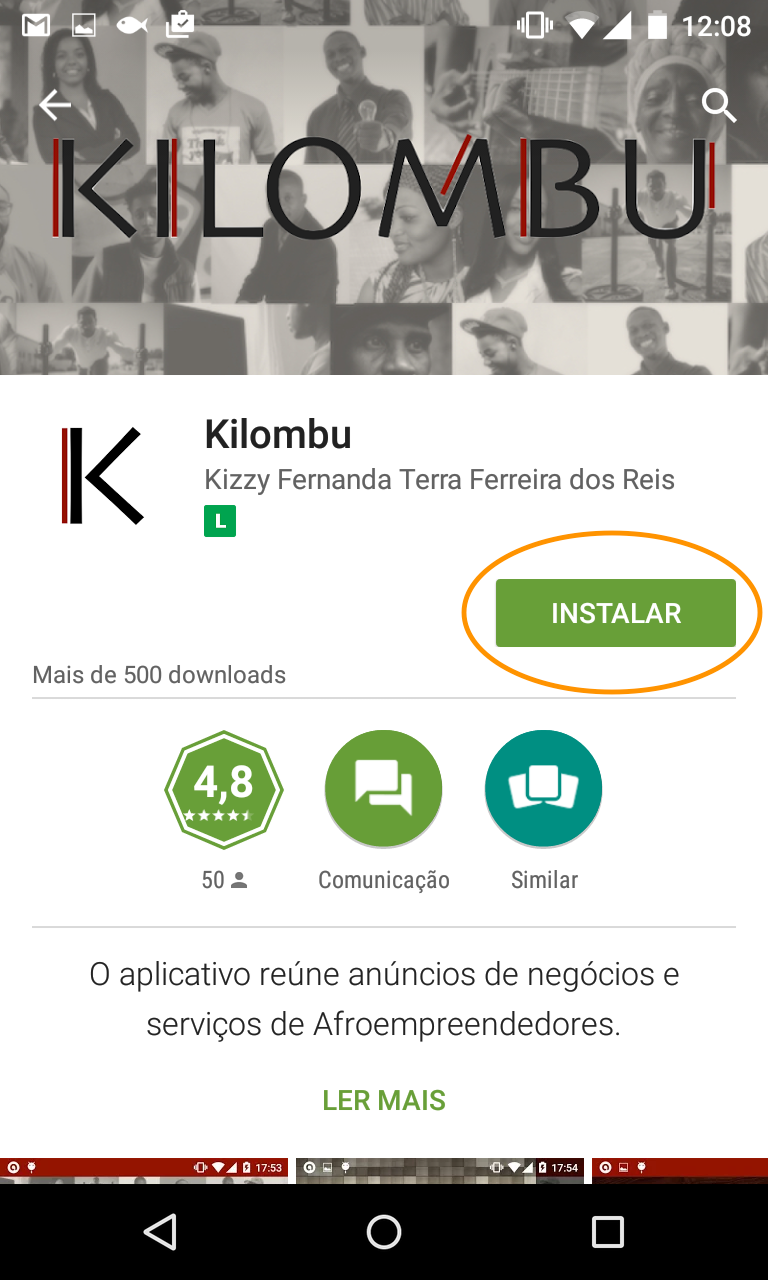 12:08
KILOMBU
Kilombu
Kizzy Fernanda Terra Ferreira dos Reis
L
INSTALAR
Mais de 500 downloads
4,8
50
Comunicação
Similar
O aplicativo reúne anúncios de negócios e
serviços de Afroempreendedores.
LER MAIS
17:53
17:54